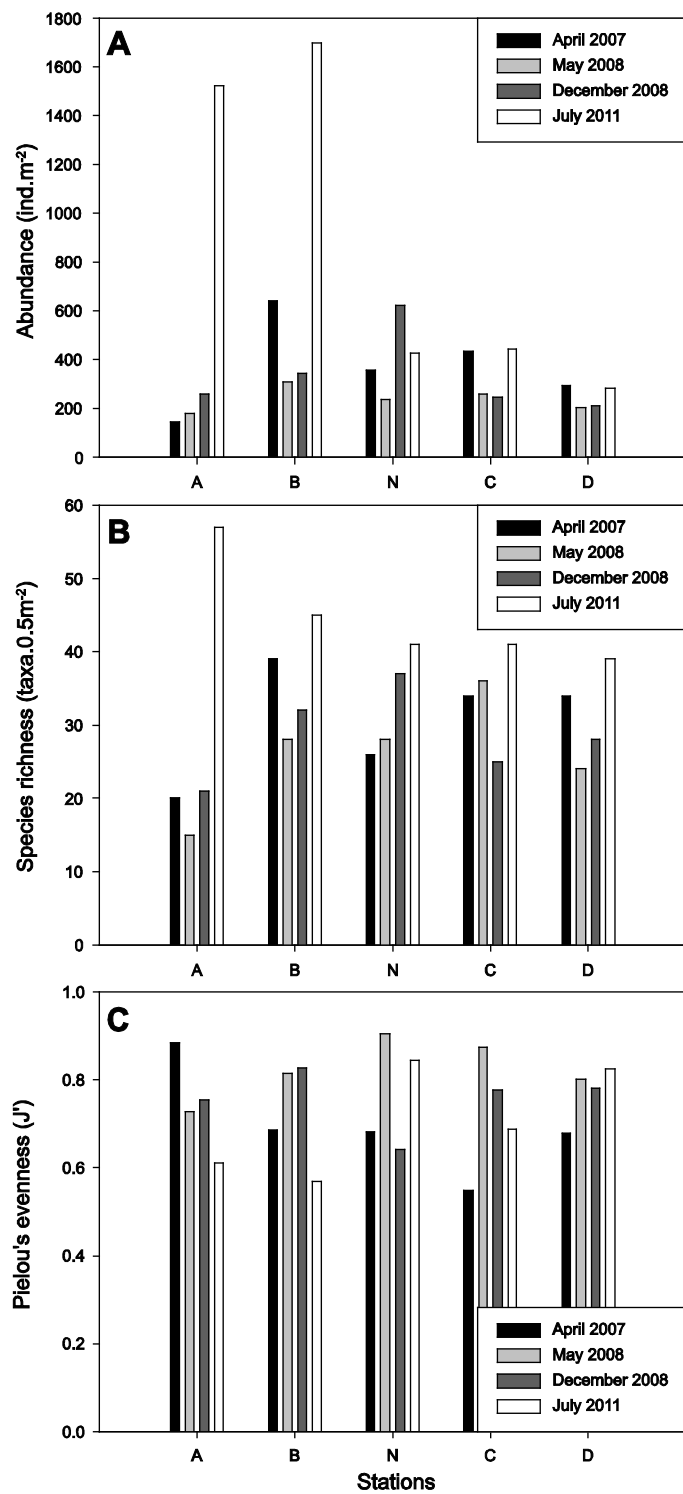 A
1800
1600
1400
1200
1000
800
600
400
200
0
Abundance (ind.m-2)
April 2007
May 2008
December 2008
July 2011
A B N C D
B
60
50
40
30
20
10
0
Species richness (taxa.0.5m-2)
April 2007
May 2008
December 2008
July 2011
A B N C D
C
1.0
0.8
0.6
0.4
0.2
0.0
Pielou's evenness (J')
April 2007
May 2008
December 2008
July 2011
A B N C D
Stations